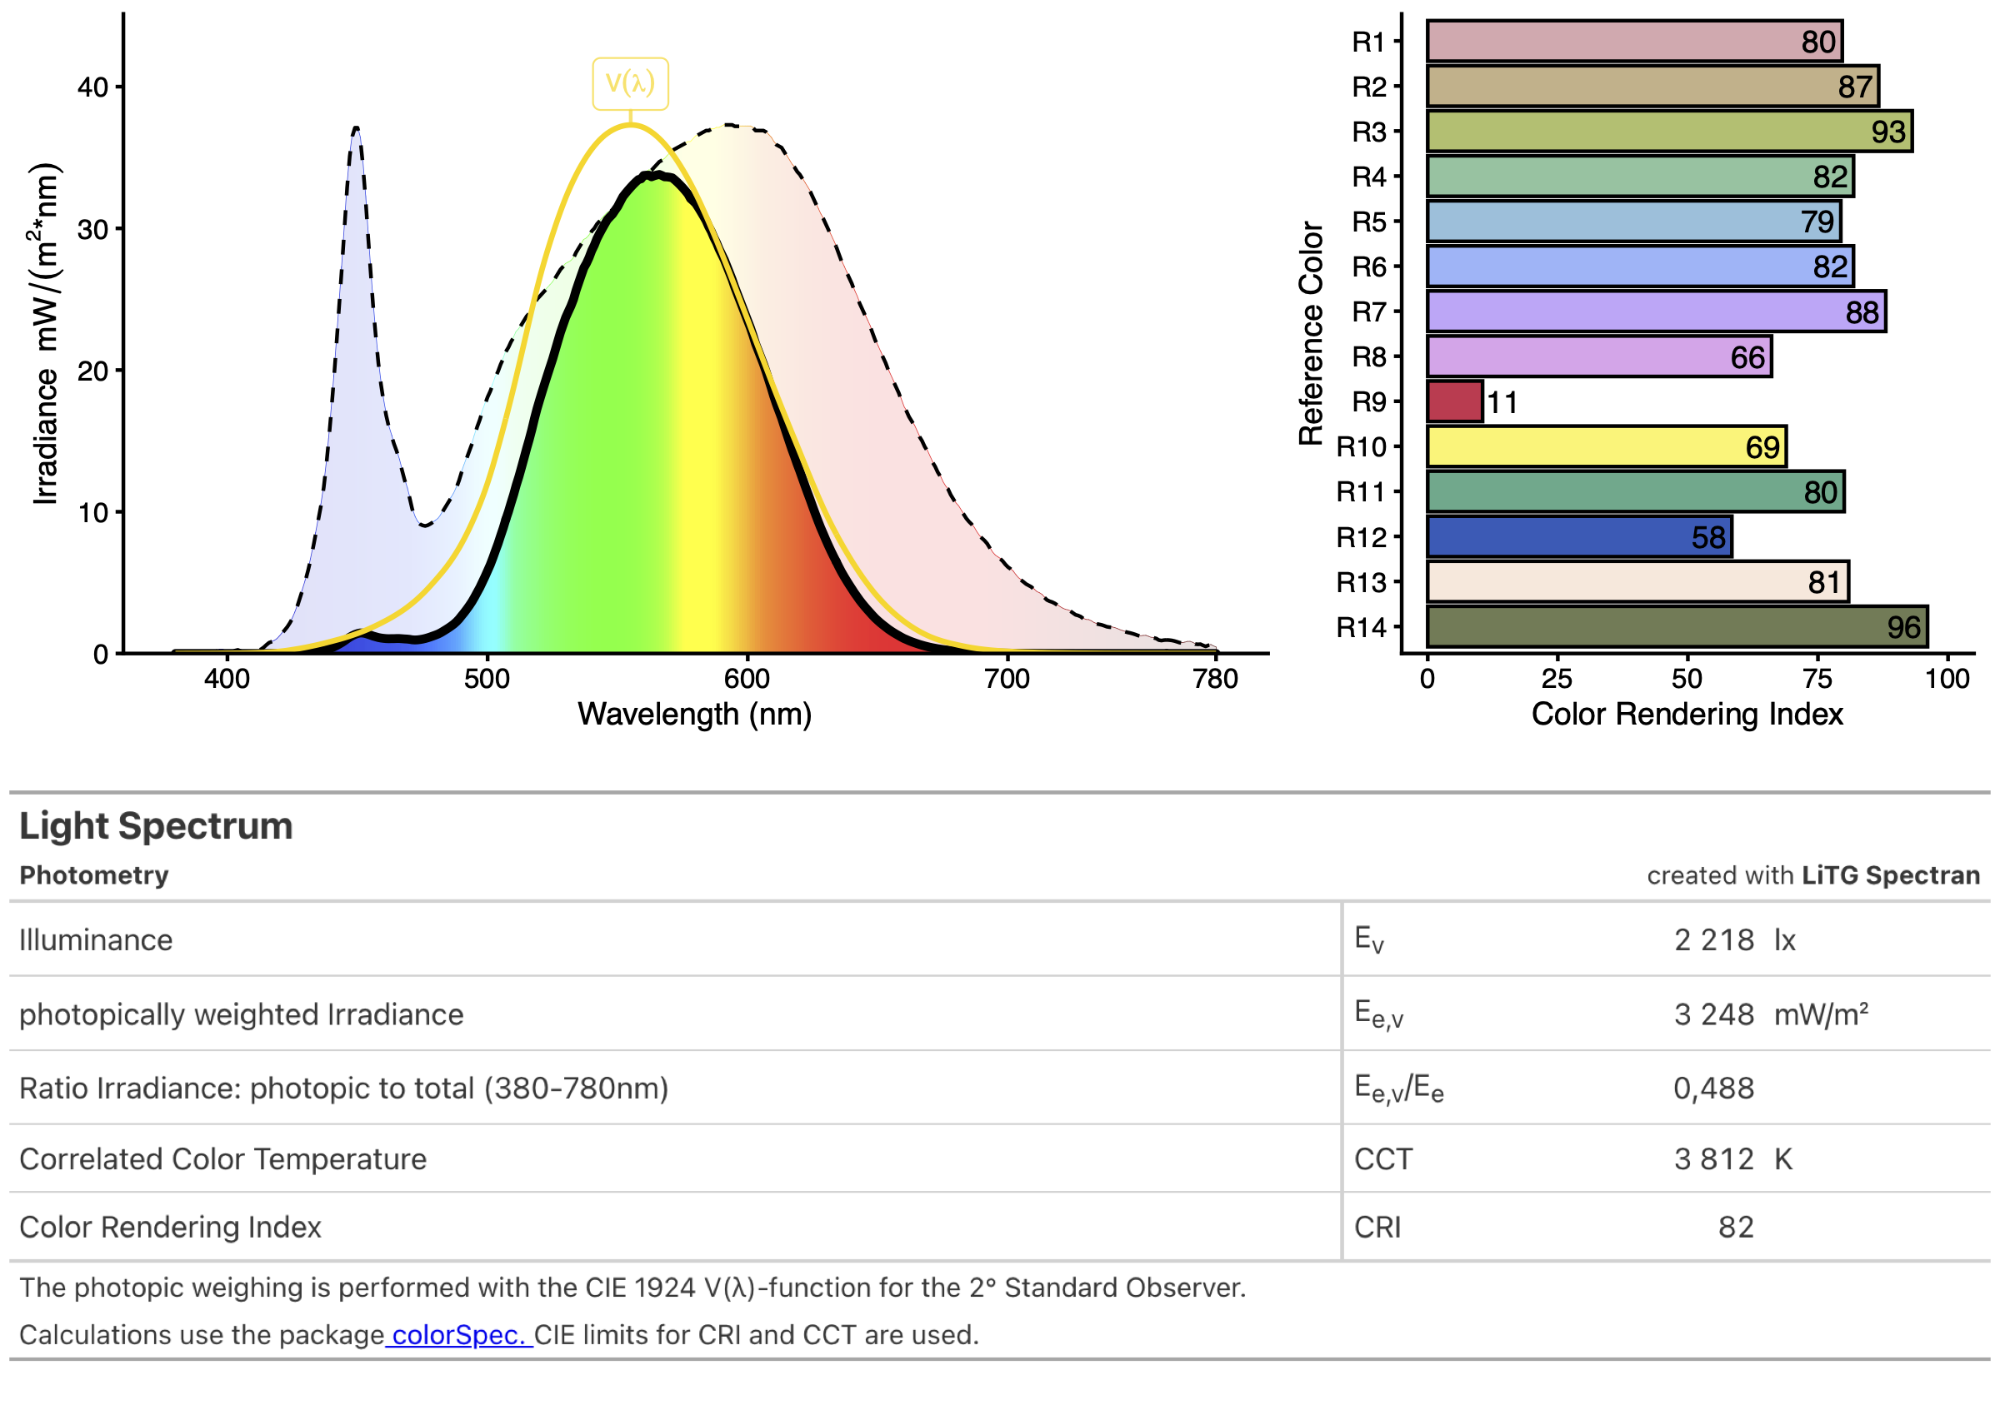 V(λ)
40
30
20
10
0
Irradiance mW/(m²*nm)
400 500 600 700 780
Wavelength (nm)
Reference Color
R1 80
R2 87
R3 93
R4 82
R5 79
R6 82
R7 88
R8 66
R9 11
R10 69
R11 80
R12 58
R13 81
R14 96
0 25 50 75 100
Color Rendering Index
Light Spectrum
Photometry created with LiTG Spectran
Illuminance Ev 2 218 lx
photopically weighted Irradiance Ee,v 3 248 mW/m²
Ratio Irradiance: photopic to total (380-780nm) Ee,v/Ee 0,488
Correlated Color Temperature CCT 3 812 K
Color Rendering Index CRI 82
The photopic weighing is performed with the CIE 1924 V(λ)-function for the 2° Standard Observer.
Calculations use the package colorSpec. CIE limits for CRI and CCT are used.